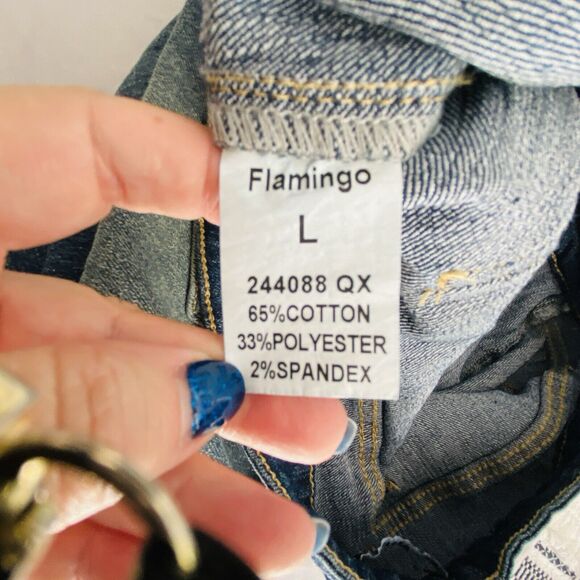 Flamingo
L
244088 QX
65%COTTON
33%POLYESTER
2%SPANDEX